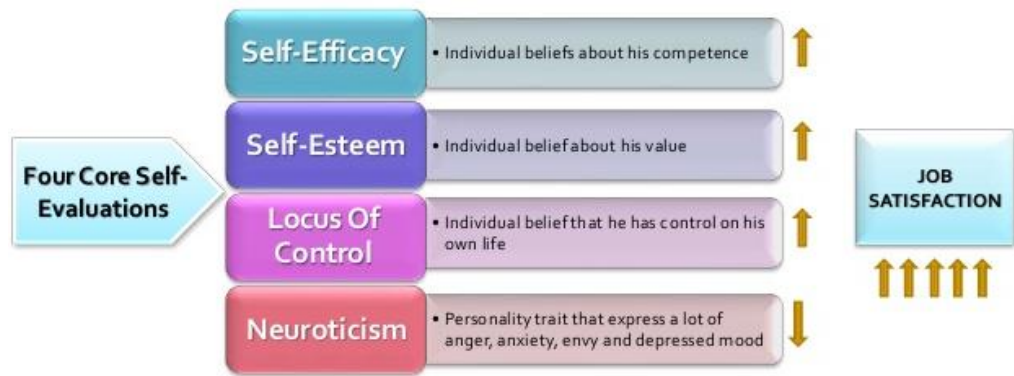 Four Core Self-
Evaluations
Self-Efficacy
• Individual beliefs about his competence
Self-Esteem
• Individual belief about his value
Locus Of
Control
• Individual belief that he has control on his
own life
Neuroticism
• Personality trait that express a lot of
anger, anxiety, envy and depressed mood
JOB
SATISFACTION